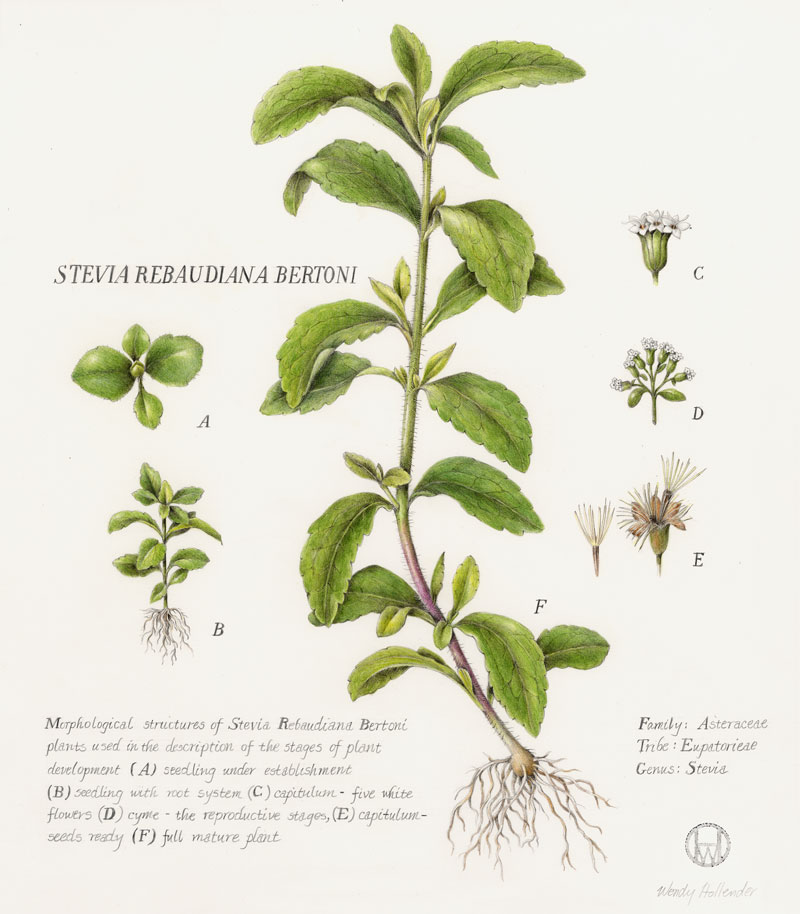 STEVIA REBAUDIANA BERTONI
A
B
C
D
E
F
Morphological structures of Stevia Rebaudiana Bertoni
plants used in the description of the stages of plant
development (A) seedling under establishment
(B) seedling with root system (C) capitulum - five white
flowers (D) cyme - the reproductive stages, (E) capitulum-
seeds ready (F) full mature plant
Family: Asteraceae
Tribe: Eupatorieae
Genus: Stevia
WH
Wendy Hollender